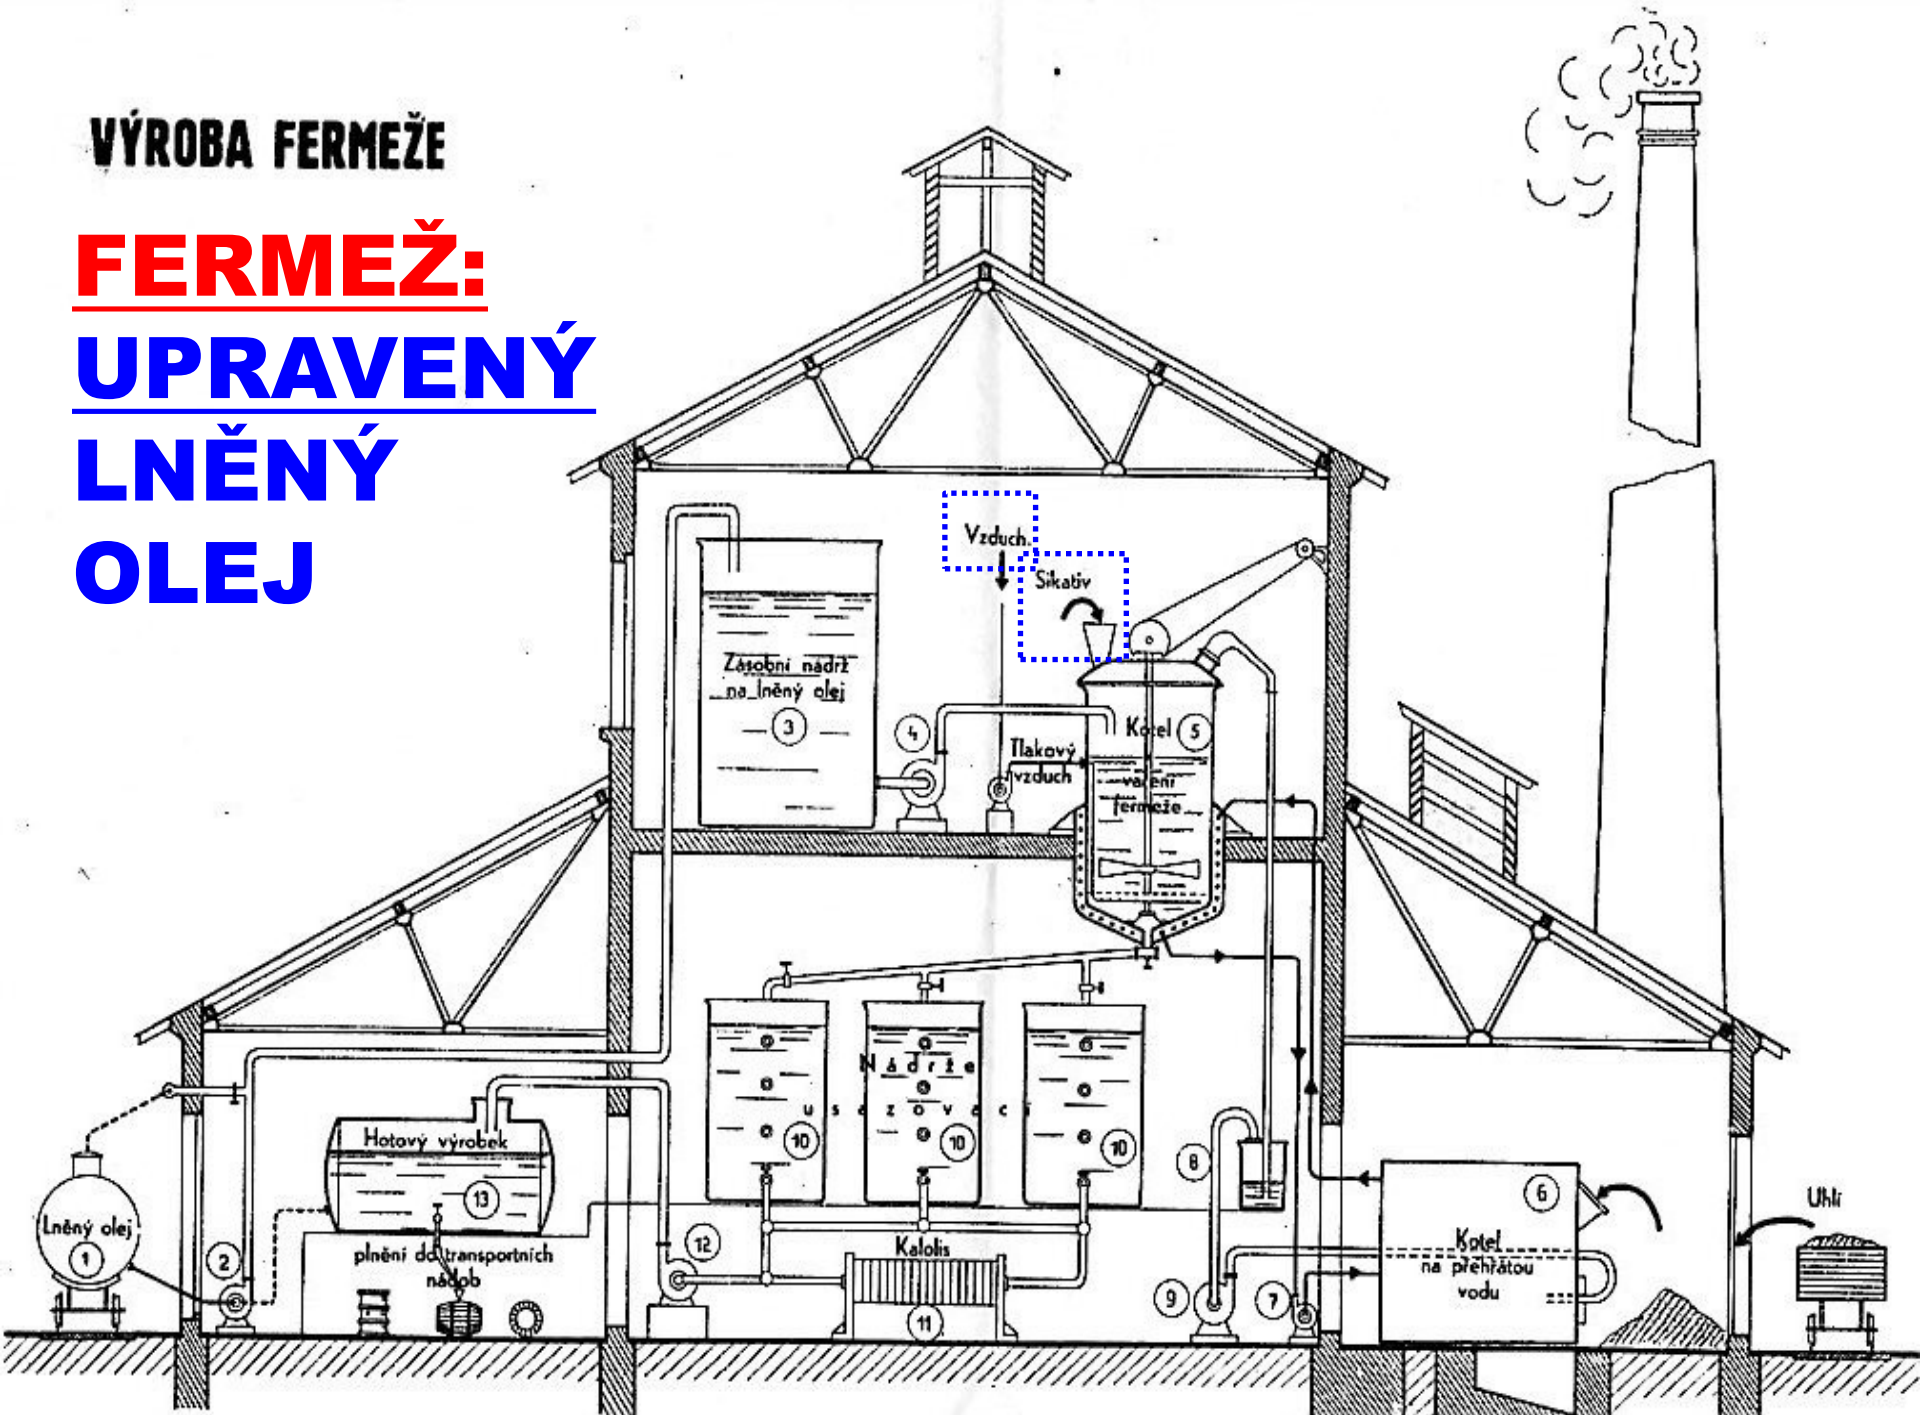 VÝROBA FERMEŽE
FERMEŽ:
UPRAVENÝ
LNĚNÝ
OLEJ
Vzduch
Sikativ
Zásobní nádrž
na lněný olej
3
4
Tlakový
vzduch
Kotel 5
vaření
fermeže
Nádrže
usazovací
10
10
10
8
Hotový výrobek
13
Lněný olej
1
2
plnění do transportních
nádob
12
Kalolis
11
9
7
6
Kotel
na přehřátou
vodu
Uhlí